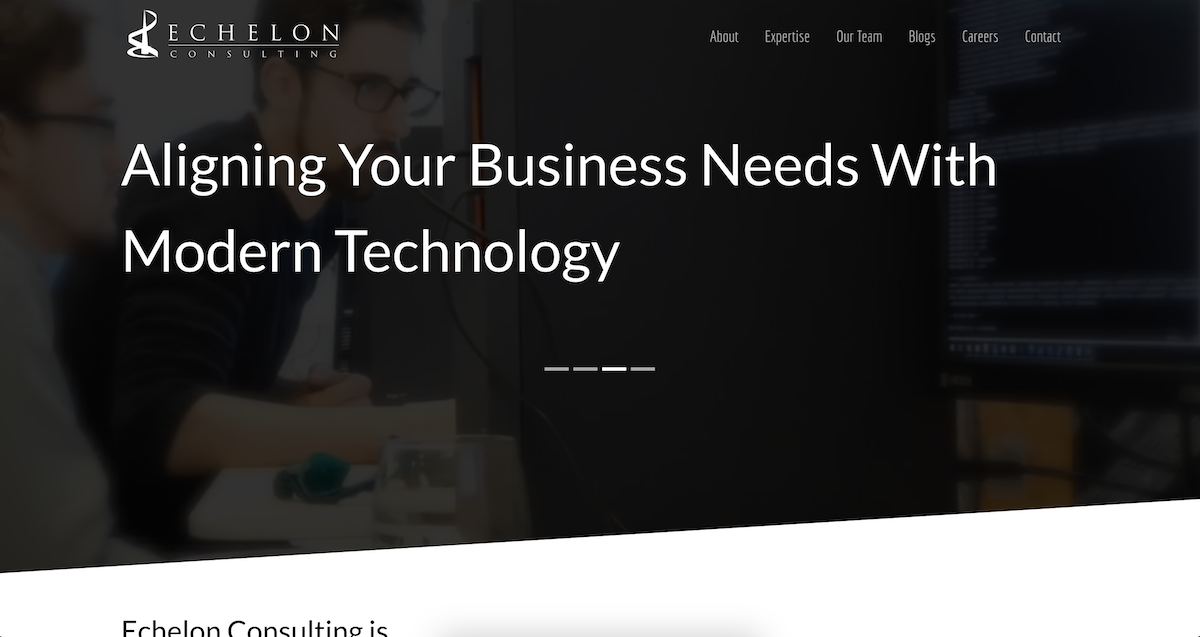 ECHELON
CONSULTING
About Expertise Our Team Blogs Careers Contact
Aligning Your Business Needs With
Modern Technology
Echelon Consulting is